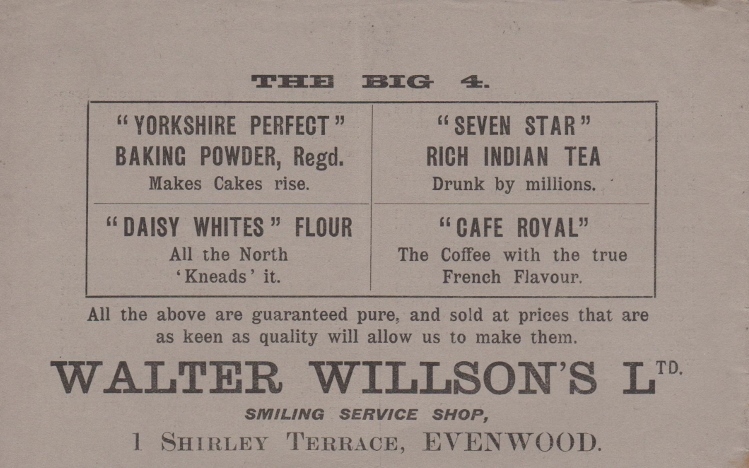 THE BIG 4.
"YORKSHIRE PERFECT"
BAKING POWDER, Regd.
Makes Cakes rise.
"SEVEN STAR"
RICH INDIAN TEA
Drunk by millions.
"DAISY WHITES" FLOUR
All the North
'Kneads' it.
"CAFE ROYAL"
The Coffee with the true
French Flavour.
All the above are guaranteed pure, and sold at prices that are
as keen as quality will allow us to make them.
WALTER WILLSON'S LTD.
SMILING SERVICE SHOP,
1 SHIRLEY TERRACE, EVENWOOD.